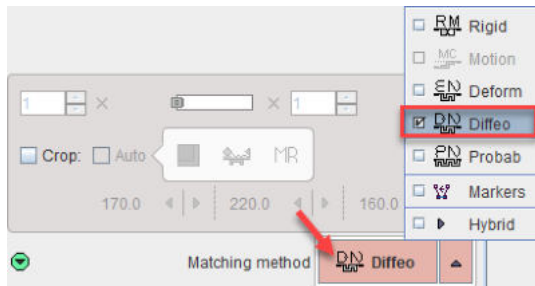 RM Rigid
MC Motion
EN Deform
DN Diffeo
PN Probab
Markers
Hybrid
1 × × 1
Crop: Auto MR
170.0 220.0 160.0
Matching method DN Diffeo